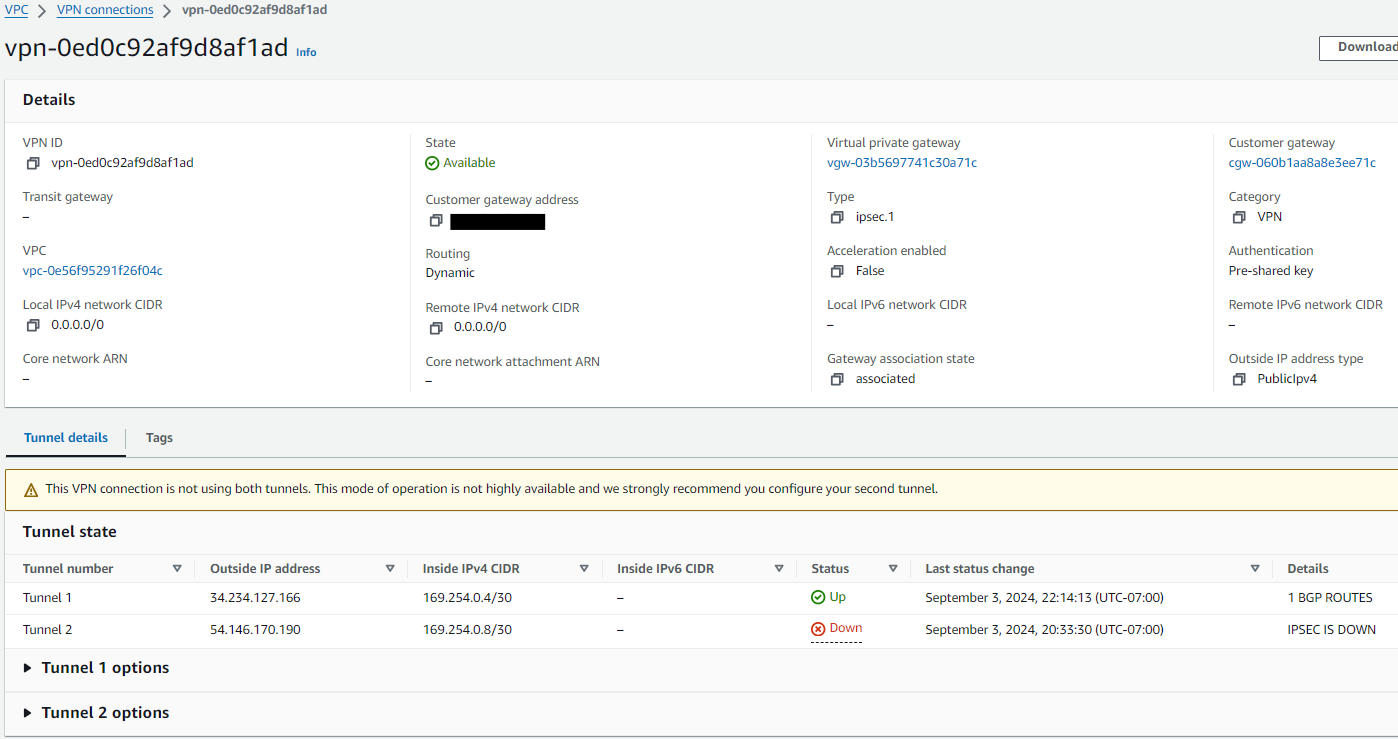 VPC > VPN connections > vpn-0ed0c92af9d8af1ad
vpn-0ed0c92af9d8af1ad Info
Download
Details
VPN ID
vpn-0ed0c92af9d8af1ad
Transit gateway
–
VPC
vpc-0e56f95291f26f04c
Local IPv4 network CIDR
0.0.0.0/0
Core network ARN
–
State
Available
Customer gateway address
Routing
Dynamic
Remote IPv4 network CIDR
0.0.0.0/0
Core network attachment ARN
–
Virtual private gateway
vgw-03b5697741c30a71c
Type
ipsec.1
Acceleration enabled
False
Local IPv6 network CIDR
–
Gateway association state
associated
Customer gateway
cgw-060b1aa8a8e3ee71c
Category
VPN
Authentication
Pre-shared key
Remote IPv6 network CIDR
–
Outside IP address type
PublicIpv4
Tunnel details Tags
This VPN connection is not using both tunnels. This mode of operation is not highly available and we strongly recommend you configure your second tunnel.
Tunnel state
Tunnel number Outside IP address Inside IPv4 CIDR Inside IPv6 CIDR Status Last status change Details
Tunnel 1 34.234.127.166 169.254.0.4/30 – Up September 3, 2024, 22:14:13 (UTC-07:00) 1 BGP ROUTES
Tunnel 2 54.146.170.190 169.254.0.8/30 – Down September 3, 2024, 20:33:30 (UTC-07:00) IPSEC IS DOWN
Tunnel 1 options
Tunnel 2 options